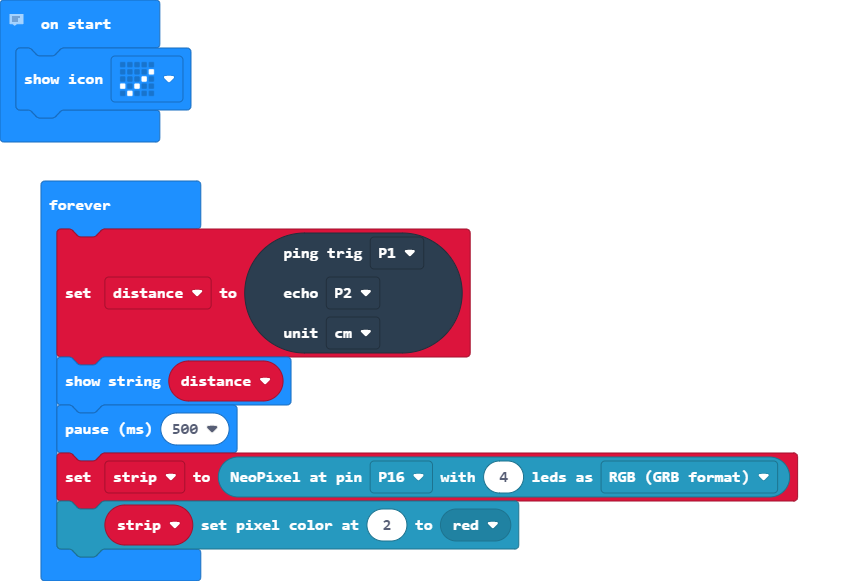 on start
show icon
forever
set distance to ping trig P1
echo P2
unit cm
show string distance
pause (ms) 500
set strip to NeoPixel at pin P16 with 4 leds as RGB (GRB format)
strip set pixel color at 2 to red